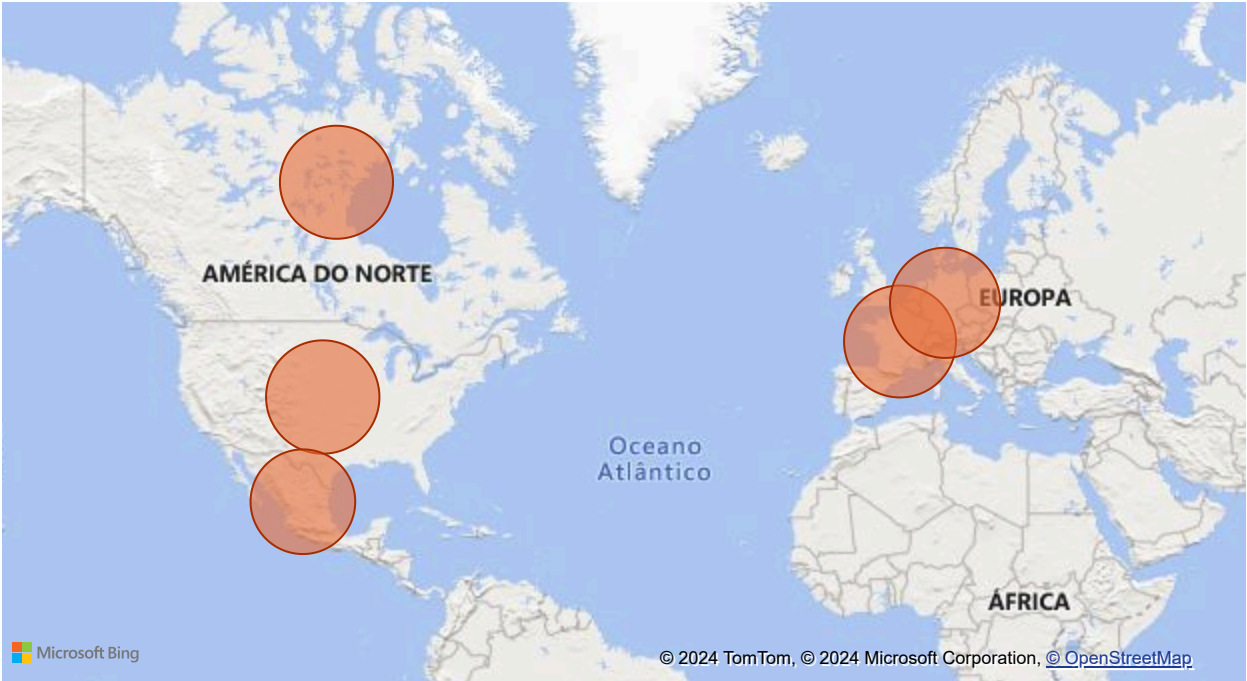 AMÉRICA DO NORTE
EUROPA
Oceano
Atlântico
ÁFRICA
Microsoft Bing
© 2024 TomTom, © 2024 Microsoft Corporation, © OpenStreetMap